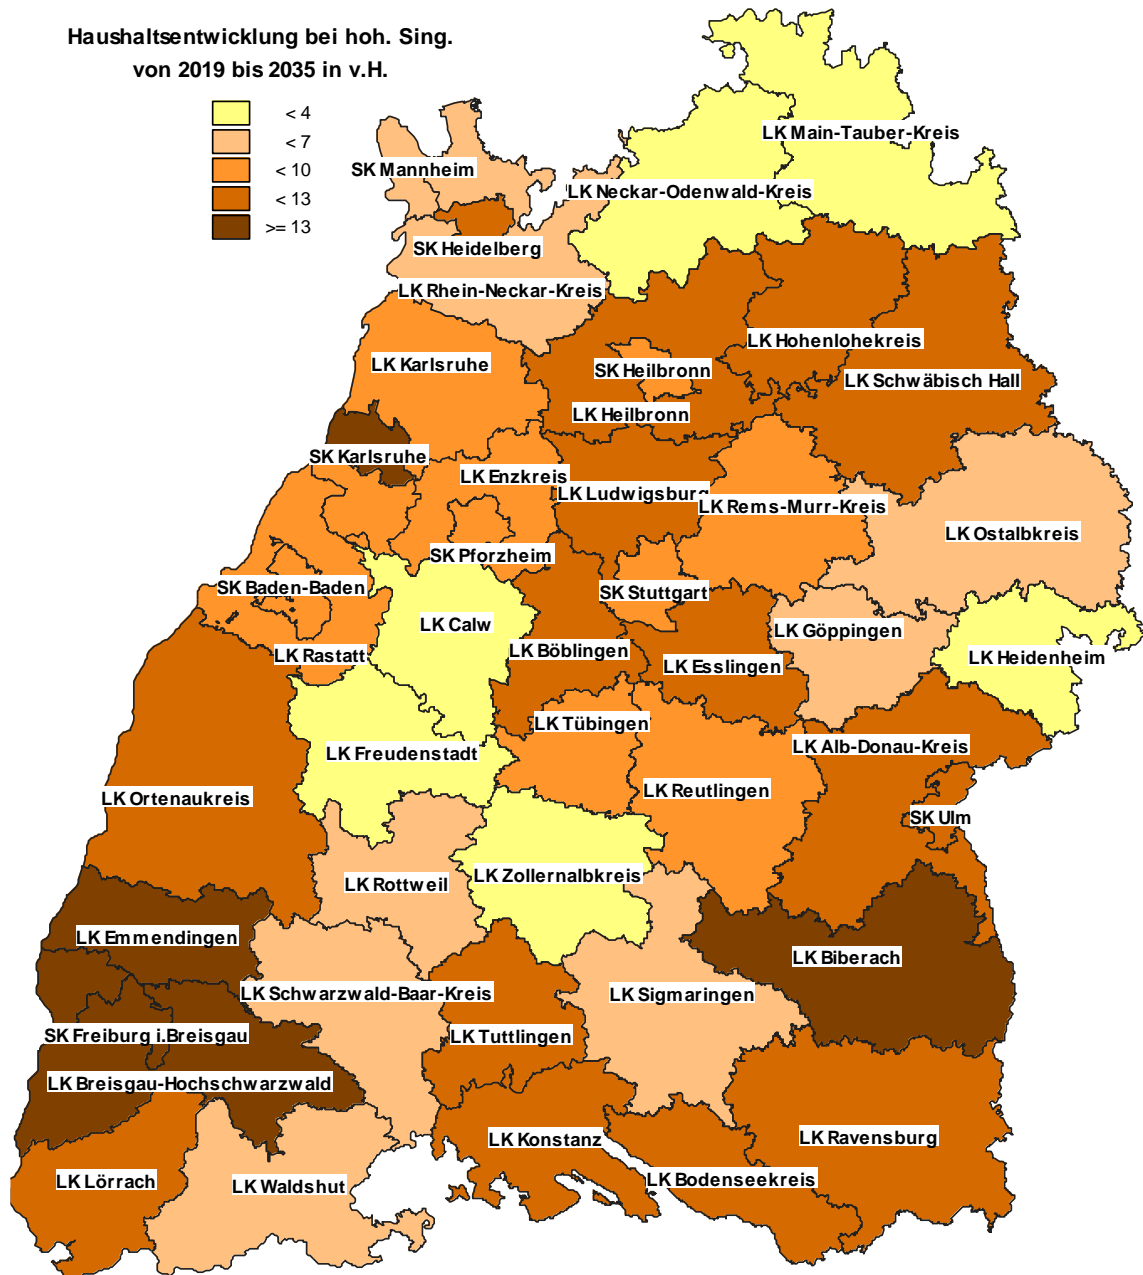 Haushaltsentwicklung bei hoh. Sing.
von 2019 bis 2035 in v.H.
< 4
< 7
< 10
< 13
>= 13
LK Main-Tauber-Kreis
SK Mannheim
LK Neckar-Odenwald-Kreis
SK Heidelberg
LK Rhein-Neckar-Kreis
LK Hohenlohekreis
LK Karlsruhe
SK Heilbronn
LK Schwäbisch Hall
LK Heilbronn
SK Karlsruhe
LK Enzkreis
LK Ludwigsburg
LK Rems-Murr-Kreis
LK Ostalbkreis
SK Pforzheim
SK Baden-Baden
SK Stuttgart
LK Calw
LK Göppingen
LK Rastatt
LK Böblingen
LK Esslingen
LK Heidenheim
LK Tübingen
LK Freudenstadt
LK Alb-Donau-Kreis
LK Ortenaukreis
LK Reutlingen
SK Ulm
LK Rottweil
LK Zollernalbkreis
LK Emmendingen
LK Biberach
LK Schwarzwald-Baar-Kreis
LK Sigmaringen
SK Freiburg i.Breisgau
LK Tuttlingen
LK Breisgau-Hochschwarzwald
LK Konstanz
LK Ravensburg
LK Lörrach
LK Waldshut
LK Bodenseekreis